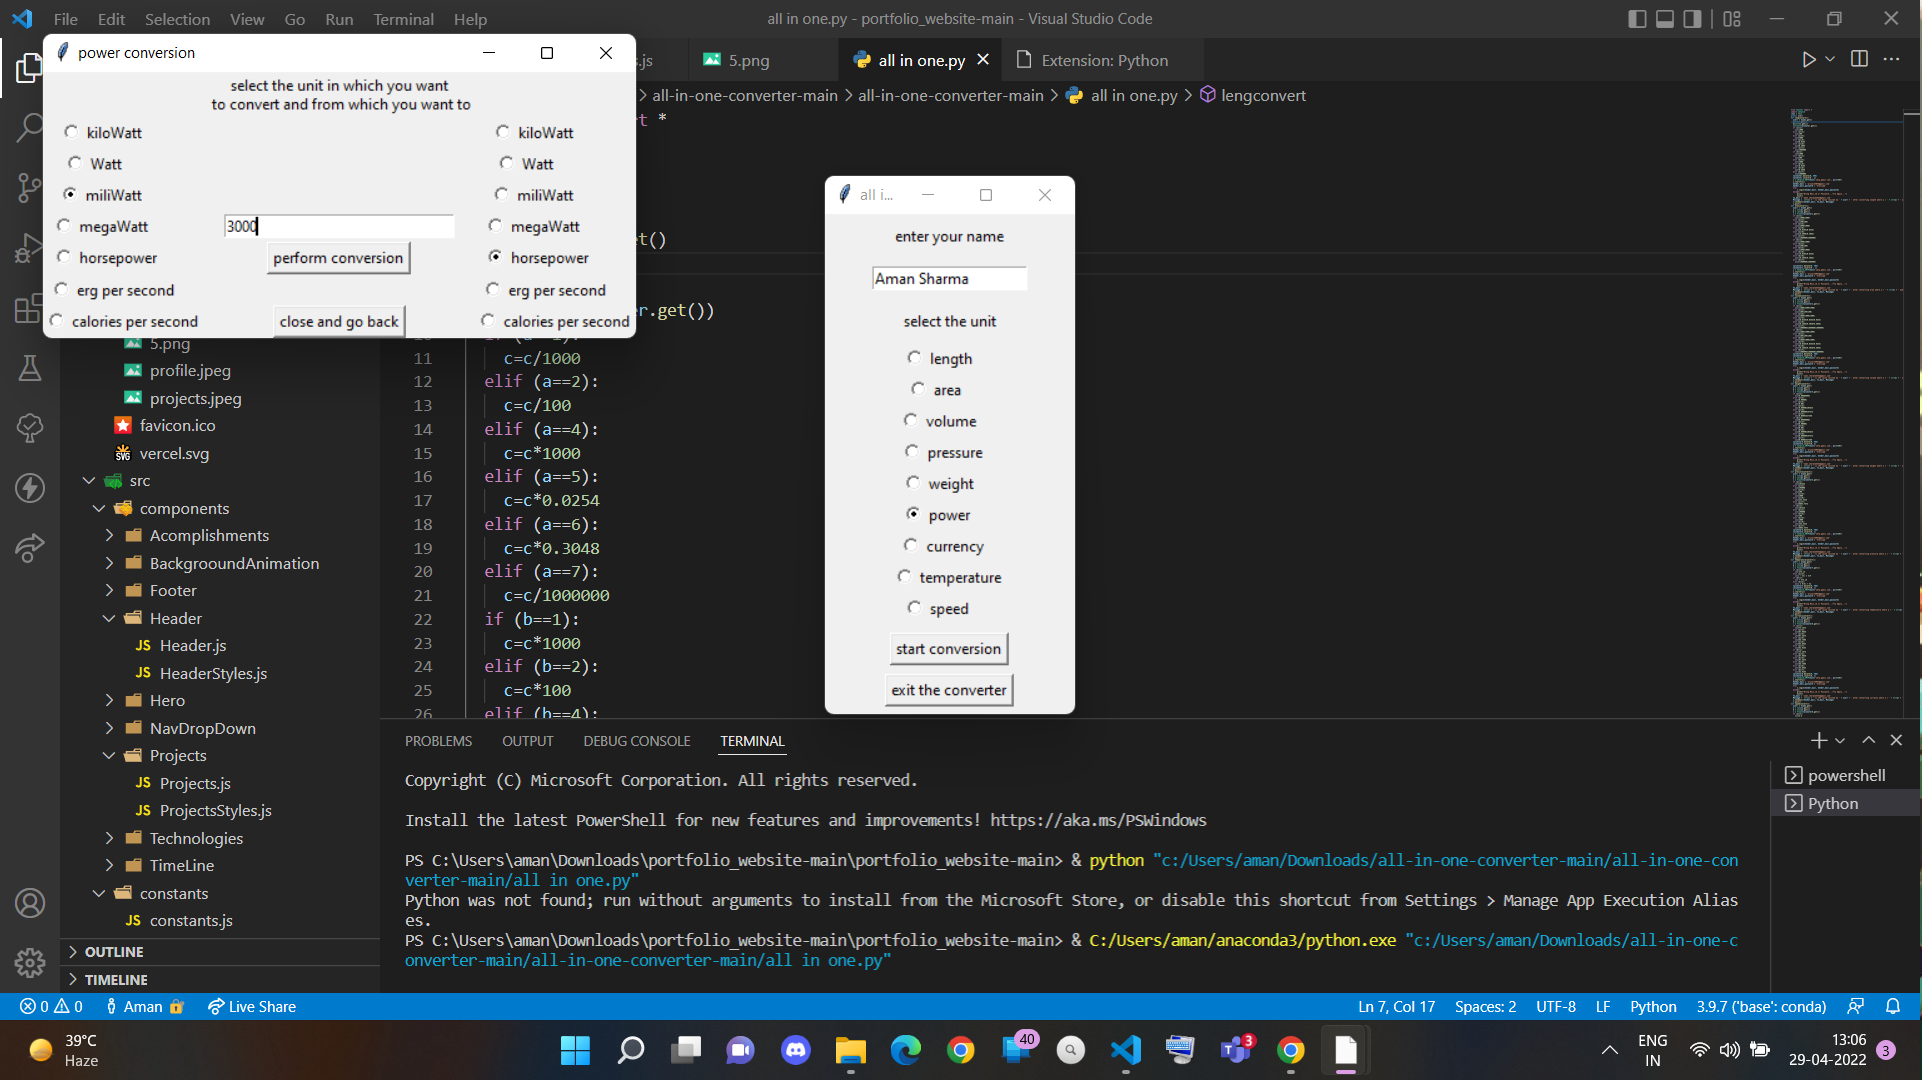 File Edit Selection View Go Run Terminal Help
all in one.py - portfolio_website-main - Visual Studio Code
.js
5.png
all in one.py
Extension: Python
all-in-one-converter-main > all-in-one-converter-main > all in one.py > lengconvert
power conversion
select the unit in which you want
to convert and from which you want to
kiloWatt
Watt
miliWatt
megaWatt
horsepower
erg per second
calories per second
3000
perform conversion
close and go back
kiloWatt
Watt
miliWatt
megaWatt
horsepower
erg per second
calories per second
t *
t()
r.get())
11 c=c/1000
12 elif (a==2):
13 c=c/100
14 elif (a==4):
15 c=c*1000
16 elif (a==5):
17 c=c*0.0254
18 elif (a==6):
19 c=c*0.3048
20 elif (a==7):
21 c=c/1000000
22 if (b==1):
23 c=c*1000
24 elif (b==2):
25 c=c*100
26 elif (b==4):
all i...
enter your name
Aman Sharma
select the unit
length
area
volume
pressure
weight
power
currency
temperature
speed
start conversion
exit the converter
5.png
profile.jpeg
projects.jpeg
favicon.ico
vercel.svg
src
components
Acomplishments
BackgrooundAnimation
Footer
Header
JS Header.js
JS HeaderStyles.js
Hero
NavDropDown
Projects
JS Projects.js
JS ProjectsStyles.js
Technologies
TimeLine
constants
JS constants.js
OUTLINE
TIMELINE
PROBLEMS OUTPUT DEBUG CONSOLE TERMINAL
Copyright (C) Microsoft Corporation. All rights reserved.
Install the latest PowerShell for new features and improvements! https://aka.ms/PSWindows
PS C:\Users\aman\Downloads\portfolio_website-main\portfolio_website-main> & python "c:/Users/aman/Downloads/all-in-one-converter-main/all-in-one-con
verter-main/all in one.py"
Python was not found; run without arguments to install from the Microsoft Store, or disable this shortcut from Settings > Manage App Execution Alias
es.
PS C:\Users\aman\Downloads\portfolio_website-main\portfolio_website-main> & C:/Users/aman/anaconda3/python.exe "c:/Users/aman/Downloads/all-in-one-c
onverter-main/all-in-one-converter-main/all in one.py"
powershell
Python
0 0 Aman Live Share
Ln 7, Col 17 Spaces: 2 UTF-8 LF Python 3.9.7 ('base': conda)
39°C
Haze
40
3
ENG
IN
13:06
29-04-2022
3